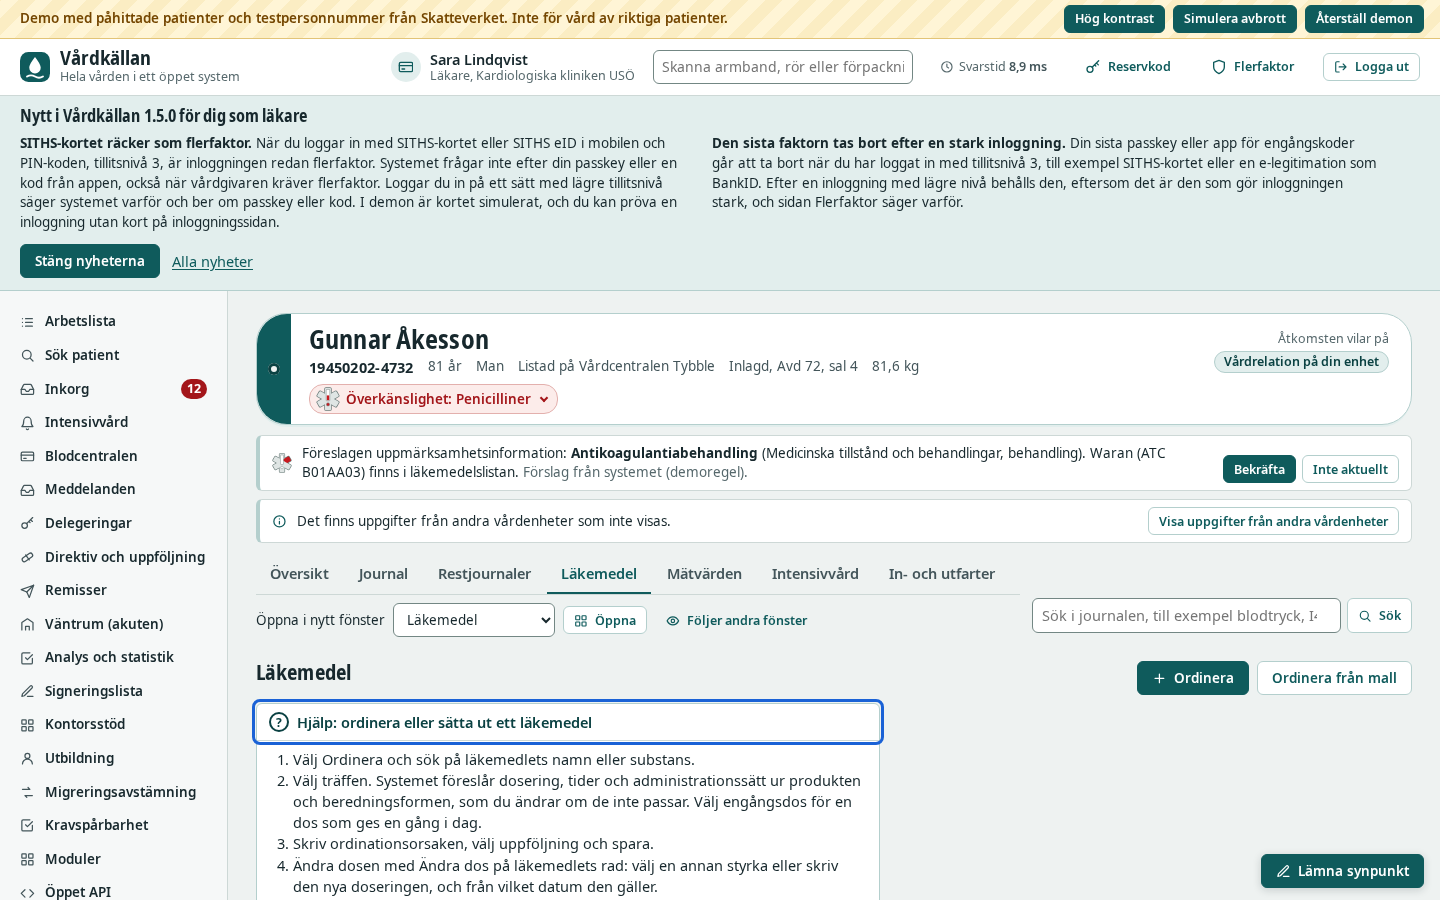 Demo med påhittade patienter och testpersonnummer från Skatteverket. Inte för vård av riktiga patienter.
Hög kontrast
Simulera avbrott
Återställ demon
Vårdkällan
Hela vården i ett öppet system
Sara Lindqvist
Läkare, Kardiologiska kliniken USÖ
Skanna armband, rör eller förpackni
Svarstid 8,9 ms
Reservkod
Flerfaktor
Logga ut
Nytt i Vårdkällan 1.5.0 för dig som läkare
SITHS-kortet räcker som flerfaktor. När du loggar in med SITHS-kortet eller SITHS eID i mobilen och
PIN-koden, tillitsnivå 3, är inloggningen redan flerfaktor. Systemet frågar inte efter din passkey eller en
kod från appen, också när vårdgivaren kräver flerfaktor. Loggar du in på ett sätt med lägre tillitsnivå
säger systemet varför och ber om passkey eller kod. I demon är kortet simulerat, och du kan pröva en
inloggning utan kort på inloggningssidan.
Den sista faktorn tas bort efter en stark inloggning. Din sista passkey eller app för engångskoder
går att ta bort när du har loggat in med tillitsnivå 3, till exempel SITHS-kortet eller en e-legitimation som
BankID. Efter en inloggning med lägre nivå behålls den, eftersom det är den som gör inloggningen
stark, och sidan Flerfaktor säger varför.
Stäng nyheterna
Alla nyheter
Arbetslista
Sök patient
Inkorg
12
Intensivvård
Blodcentralen
Meddelanden
Delegeringar
Direktiv och uppföljning
Remisser
Väntrum (akuten)
Analys och statistik
Signeringslista
Kontorsstöd
Utbildning
Migreringsavstämning
Kravspårbarhet
Moduler
Öppet API
Gunnar Åkesson
19450202-4732
81 år
Man
Listad på Vårdcentralen Tybble
Inlagd, Avd 72, sal 4
81,6 kg
Överkänslighet: Penicilliner
Åtkomsten vilar på
Vårdrelation på din enhet
Föreslagen uppmärksamhetsinformation: Antikoagulantiabehandling (Medicinska tillstånd och behandlingar, behandling). Waran (ATC
B01AA03) finns i läkemedelslistan. Förslag från systemet (demoregel).
Bekräfta
Inte aktuellt
Det finns uppgifter från andra vårdenheter som inte visas.
Visa uppgifter från andra vårdenheter
Översikt
Journal
Restjournaler
Läkemedel
Mätvärden
Intensivvård
In- och utfarter
Öppna i nytt fönster
Läkemedel
Öppna
Följer andra fönster
Sök i journalen, till exempel blodtryck, I
Sök
Läkemedel
Ordinera
Ordinera från mall
? Hjälp: ordinera eller sätta ut ett läkemedel
1. Välj Ordinera och sök på läkemedlets namn eller substans.
2. Välj träffen. Systemet föreslår dosering, tider och administrationssätt ur produkten
och beredningsformen, som du ändrar om de inte passar. Välj engångsdos för en
dos som ges en gång i dag.
3. Skriv ordinationsorsaken, välj uppföljning och spara.
4. Ändra dosen med Ändra dos på läkemedlets rad: välj en annan styrka eller skriv
den nya doseringen, och från vilket datum den gäller.
Lämna synpunkt